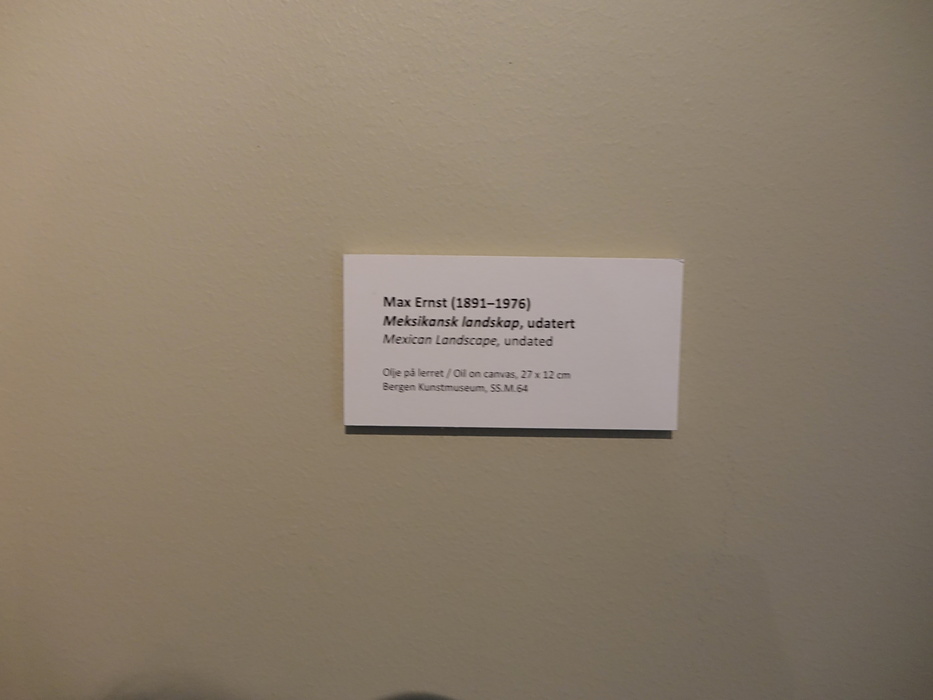 Max Ernst (1891–1976)
Meksikansk landskap, udatert
Mexican Landscape, undated
Olje på lerret / Oil on canvas, 27 x 12 cm
Bergen Kunstmuseum, SS.M.64